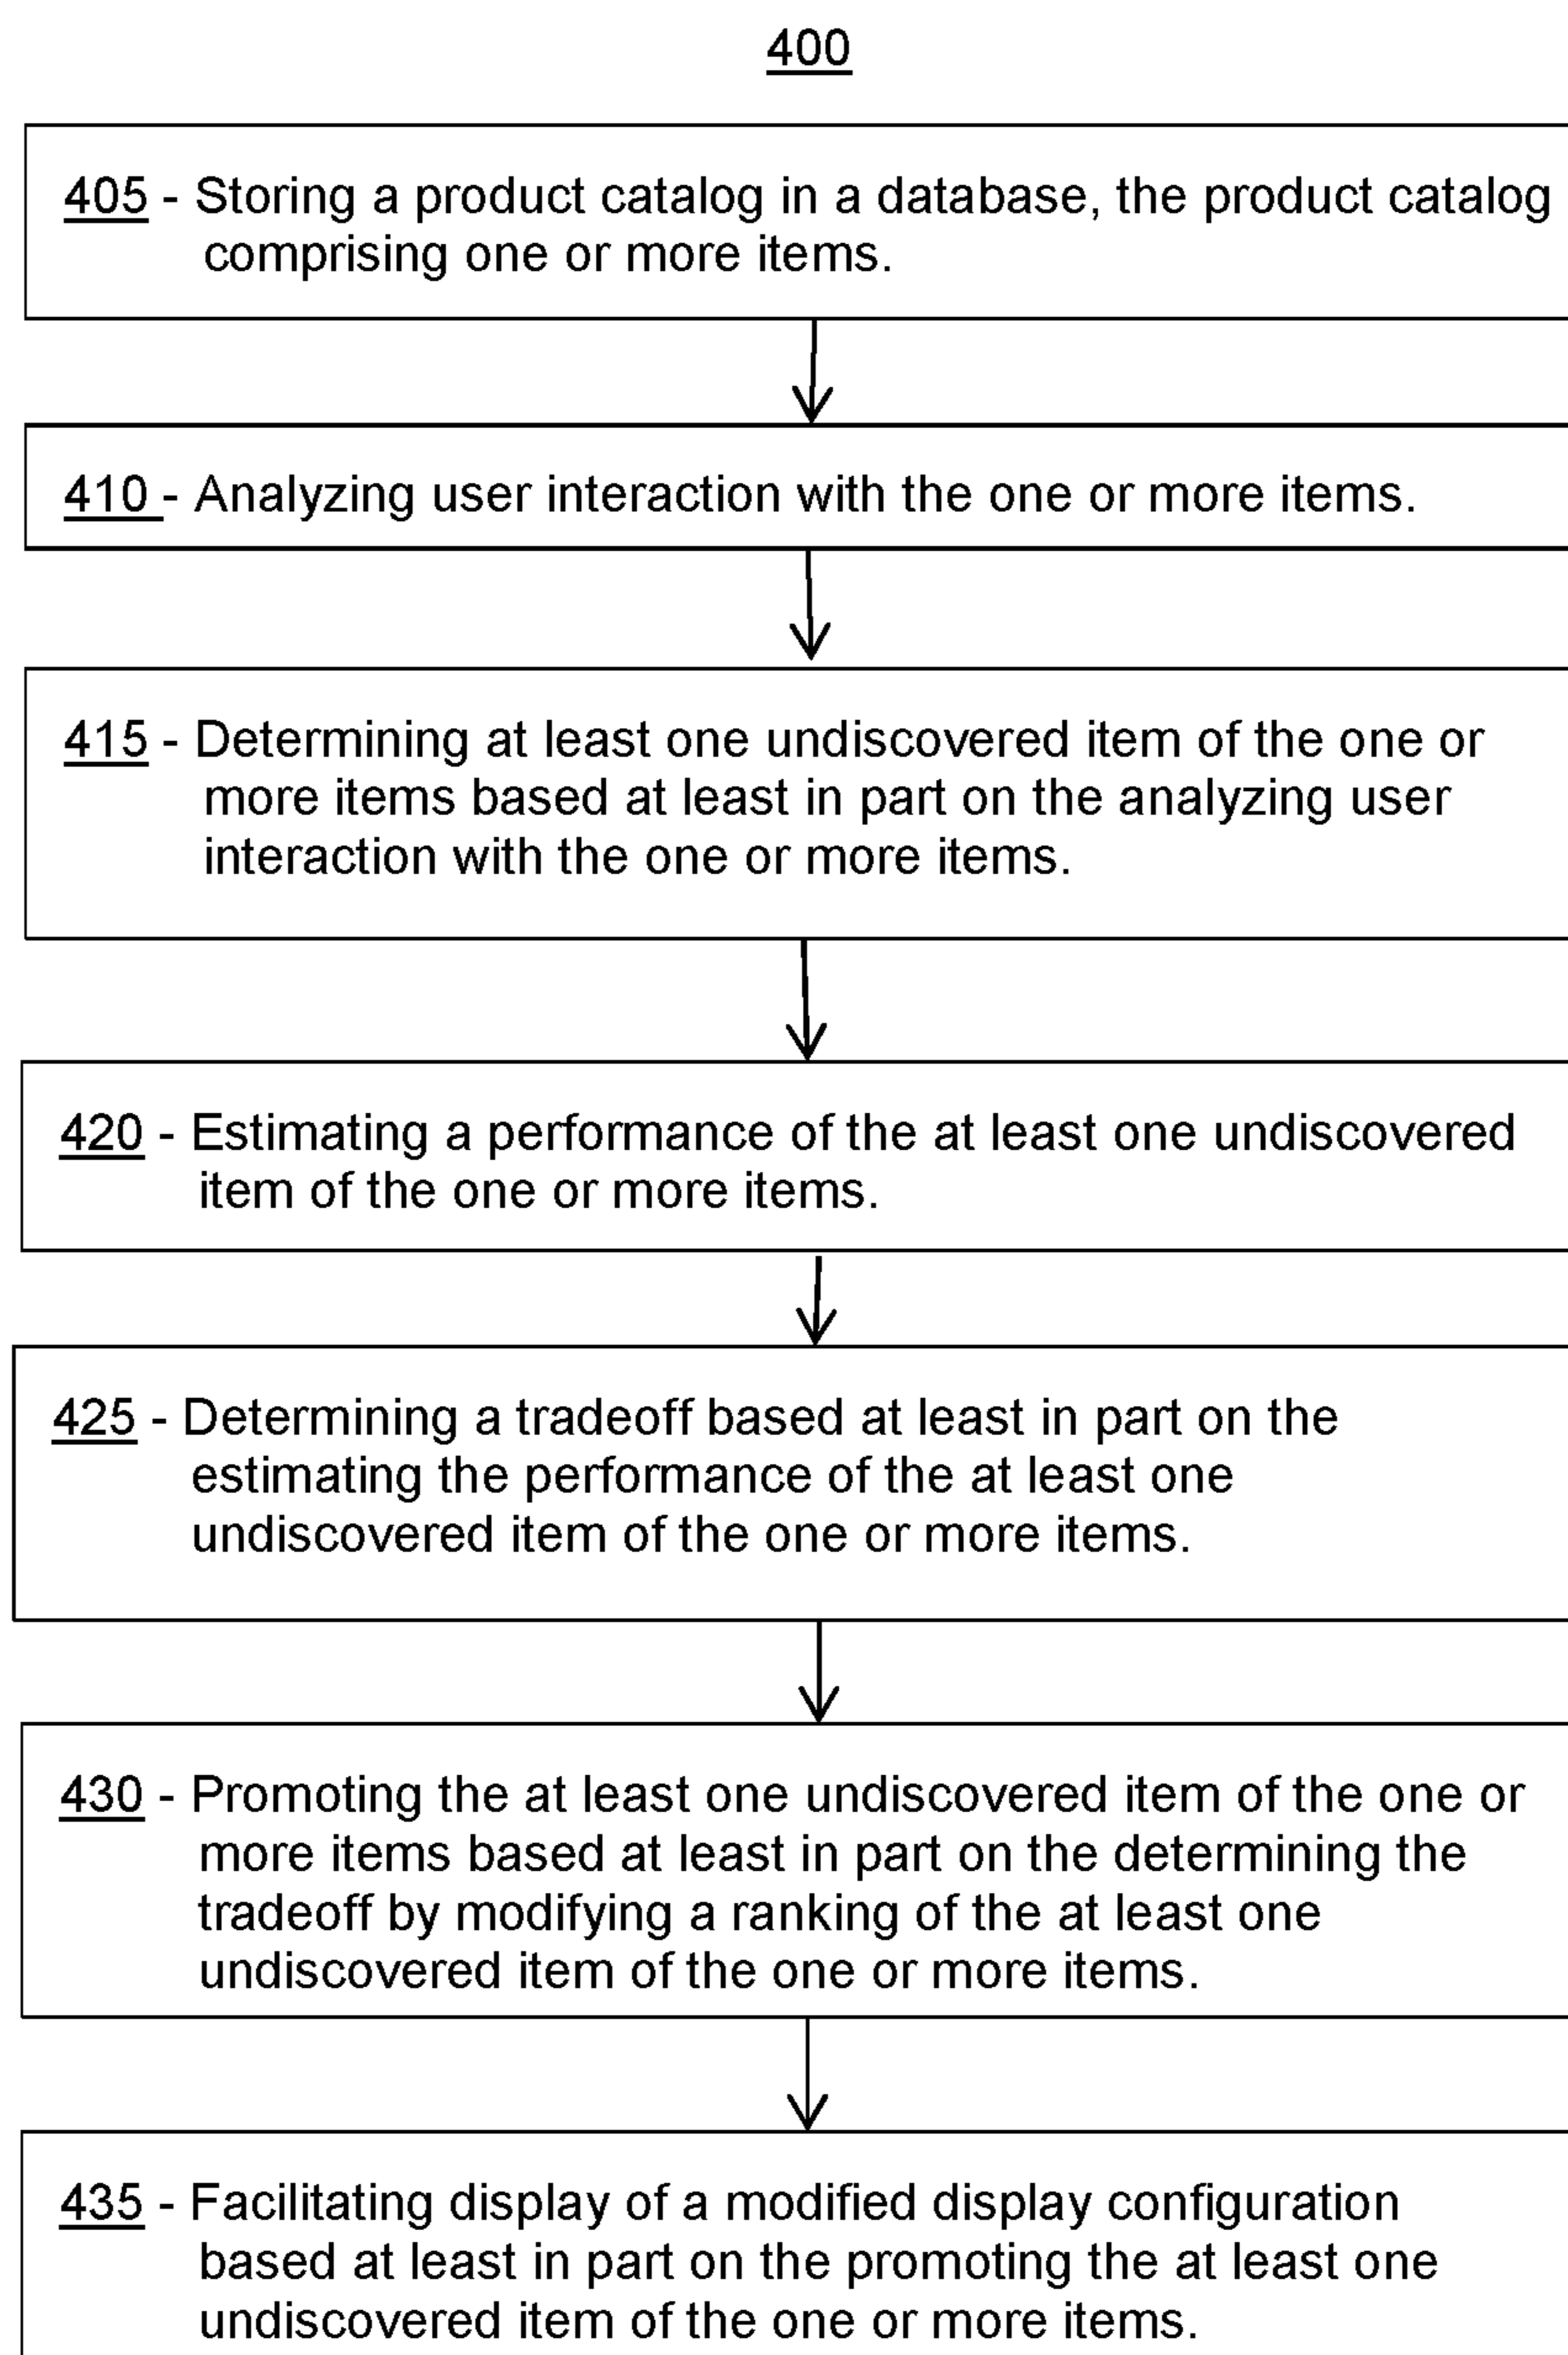 400
405 - Storing a product catalog in a database, the product catalog
comprising one or more items.
410 - Analyzing user interaction with the one or more items.
415 - Determining at least one undiscovered item of the one or
more items based at least in part on the analyzing user
interaction with the one or more items.
420 - Estimating a performance of the at least one undiscovered
item of the one or more items.
425 - Determining a tradeoff based at least in part on the
estimating the performance of the at least one
undiscovered item of the one or more items.
430 - Promoting the at least one undiscovered item of the one or
more items based at least in part on the determining the
tradeoff by modifying a ranking of the at least one
undiscovered item of the one or more items.
435 - Facilitating display of a modified display configuration
based at least in part on the promoting the at least one
undiscovered item of the one or more items.